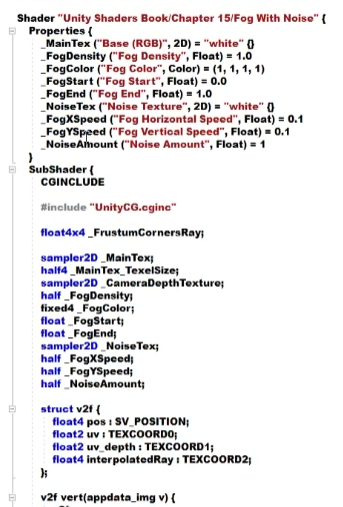 Shader "Unity Shaders Book/Chapter 15/Fog With Noise" {
Properties {
_MainTex ("Base (RGB)", 2D) = "white" {}
_FogDensity ("Fog Density", Float) = 1.0
_FogColor ("Fog Color", Color) = (1, 1, 1, 1)
_FogStart ("Fog Start", Float) = 0.0
_FogEnd ("Fog End", Float) = 1.0
_NoiseTex ("Noise Texture", 2D) = "white" {}
_FogXSpeed ("Fog Horizontal Speed", Float) = 0.1
_FogYSpeed ("Fog Vertical Speed", Float) = 0.1
_NoiseAmount ("Noise Amount", Float) = 1
}
SubShader {
CGINCLUDE
#include "UnityCG.cginc"
float4x4 _FrustumCornersRay;
sampler2D _MainTex;
half4 _MainTex_TexelSize;
sampler2D _CameraDepthTexture;
half _FogDensity;
fixed4 _FogColor;
float _FogStart;
float _FogEnd;
sampler2D _NoiseTex;
half _FogXSpeed;
half _FogYSpeed;
half _NoiseAmount;
struct v2f {
float4 pos : SV_POSITION;
float2 uv : TEXCOORD0;
float2 uv_depth : TEXCOORD1;
float4 interpolatedRay : TEXCOORD2;
};
v2f vert(appdata_img v) {